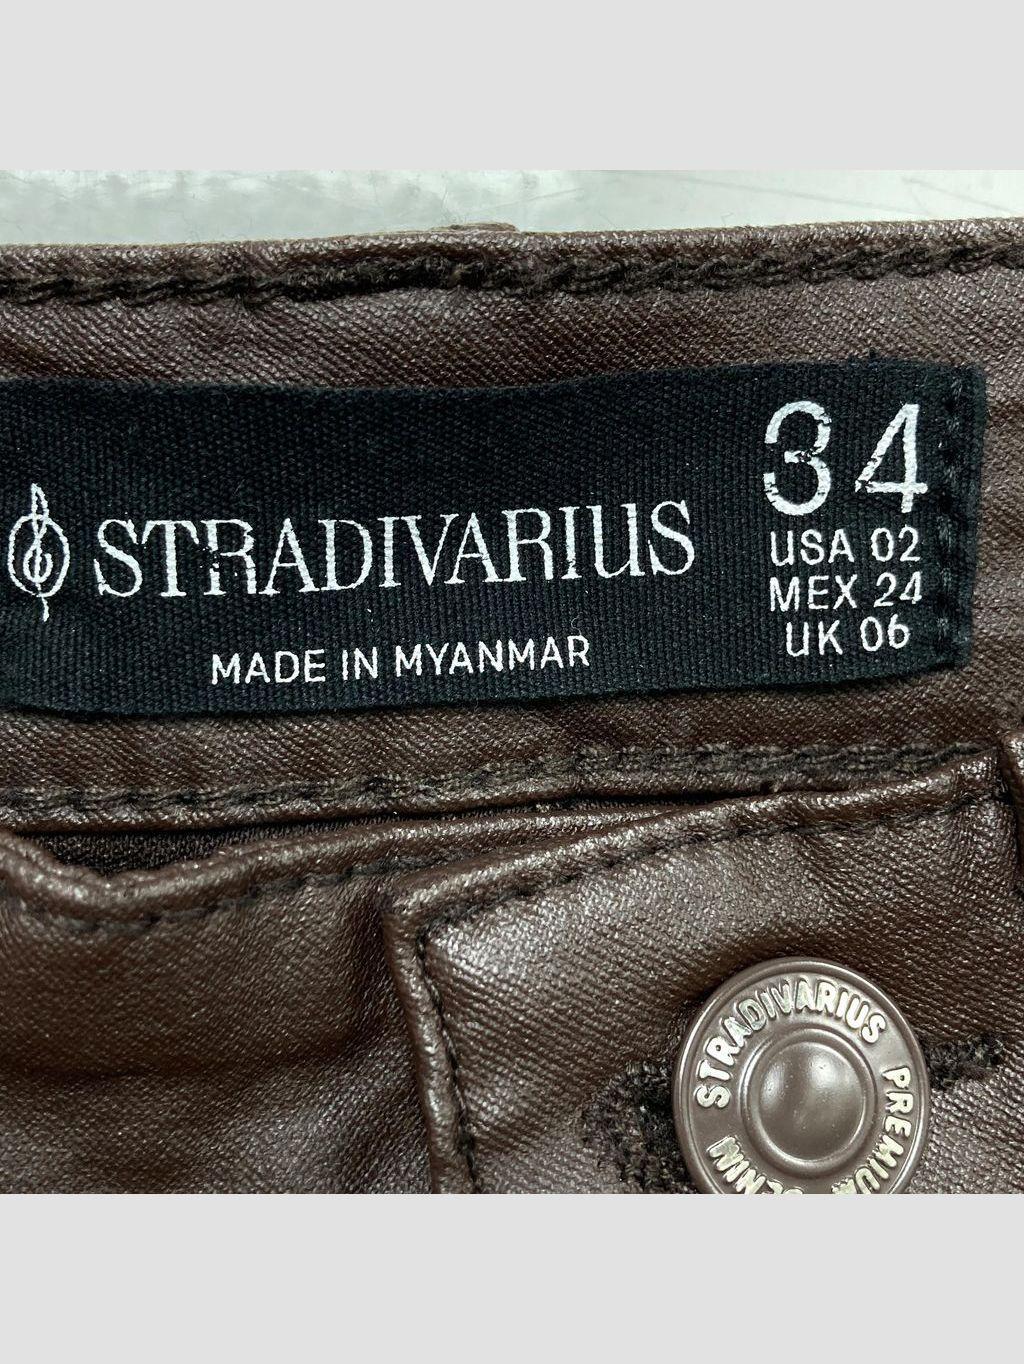 34
STRADIVARIUS
USA 02
MEX 24
UK 06
MADE IN MYANMAR
STRADIVARIUS PREMIUM DENIM